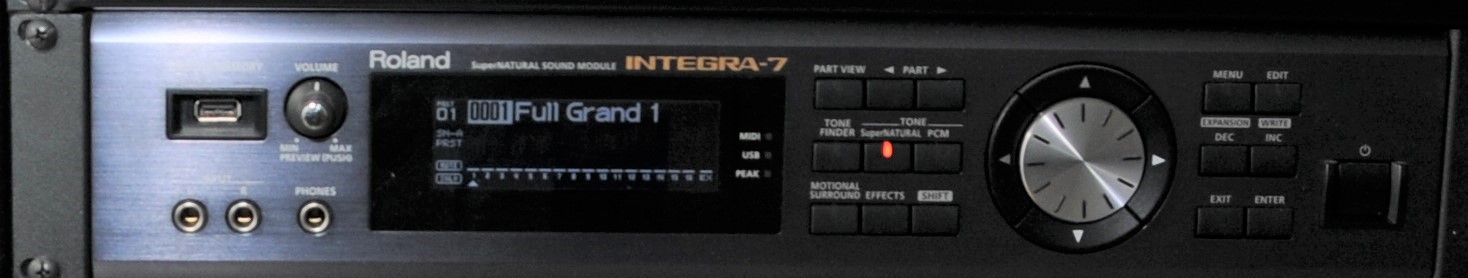 Roland SuperNATURAL SOUND MODULE INTEGRA-7
VOLUME
MIN MAX
PREVIEW (PUSH)
INPUT
R
PHONES
PART
01 0001 Full Grand 1
SN-A
PRST
1 2 3 4 5 6 7 8 9 10 11 12 13 14 15 16 EX
MIDI
USB
PEAK
PART VIEW ◀ PART ▶
TONE
FINDER
TONE
SuperNATURAL PCM
MOTIONAL
SURROUND EFFECTS SHIFT
MENU EDIT
EXPANSION WRITE
DEC INC
EXIT ENTER